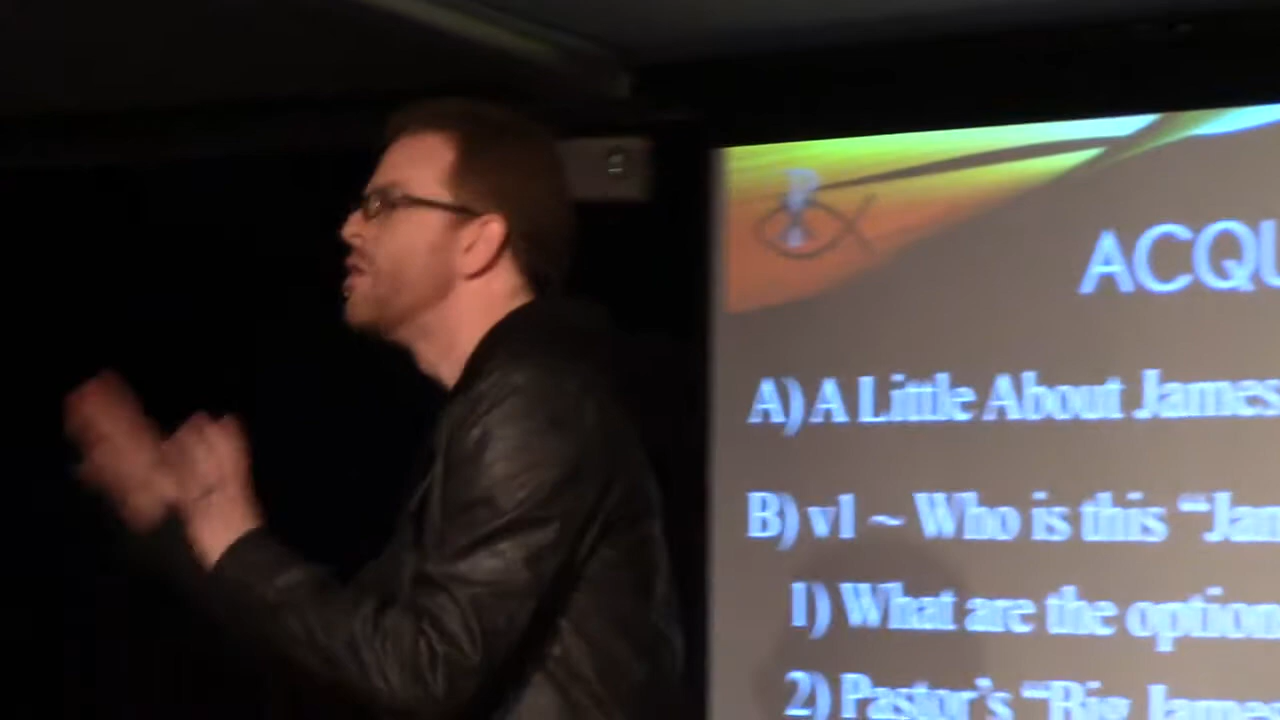 ACQU
A) A Little About James
B) v1 ~ Who is this “Jam
1) What are the option
2) Pastor’s “Big James